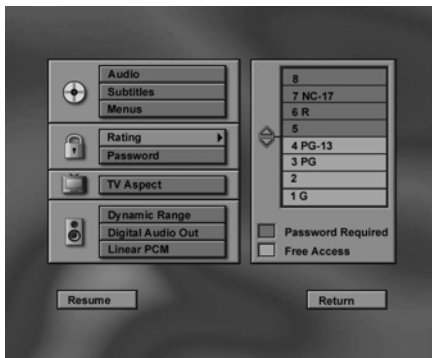 Audio
Subtitles
Menus
Rating
Password
TV Aspect
Dynamic Range
Digital Audio Out
Linear PCM
8
7 NC-17
6 R
5
4 PG-13
3 PG
2
1 G
Password Required
Free Access
Resume
Return